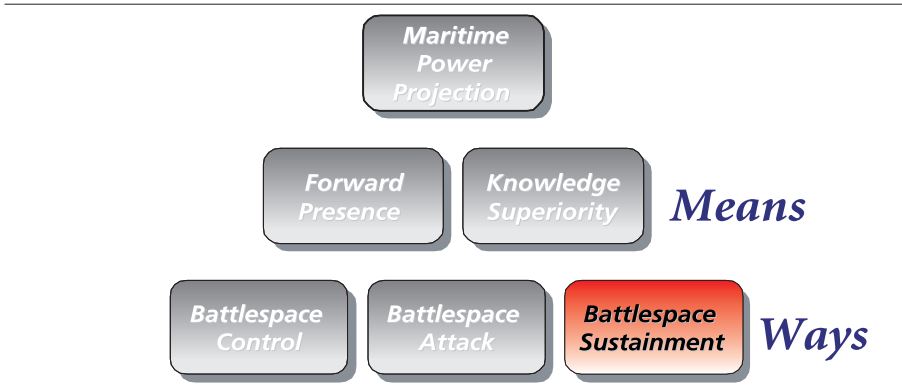 Maritime
Power
Projection
Forward
Presence
Knowledge
Superiority
Means
Battlespace
Control
Battlespace
Attack
Battlespace
Sustainment
Ways